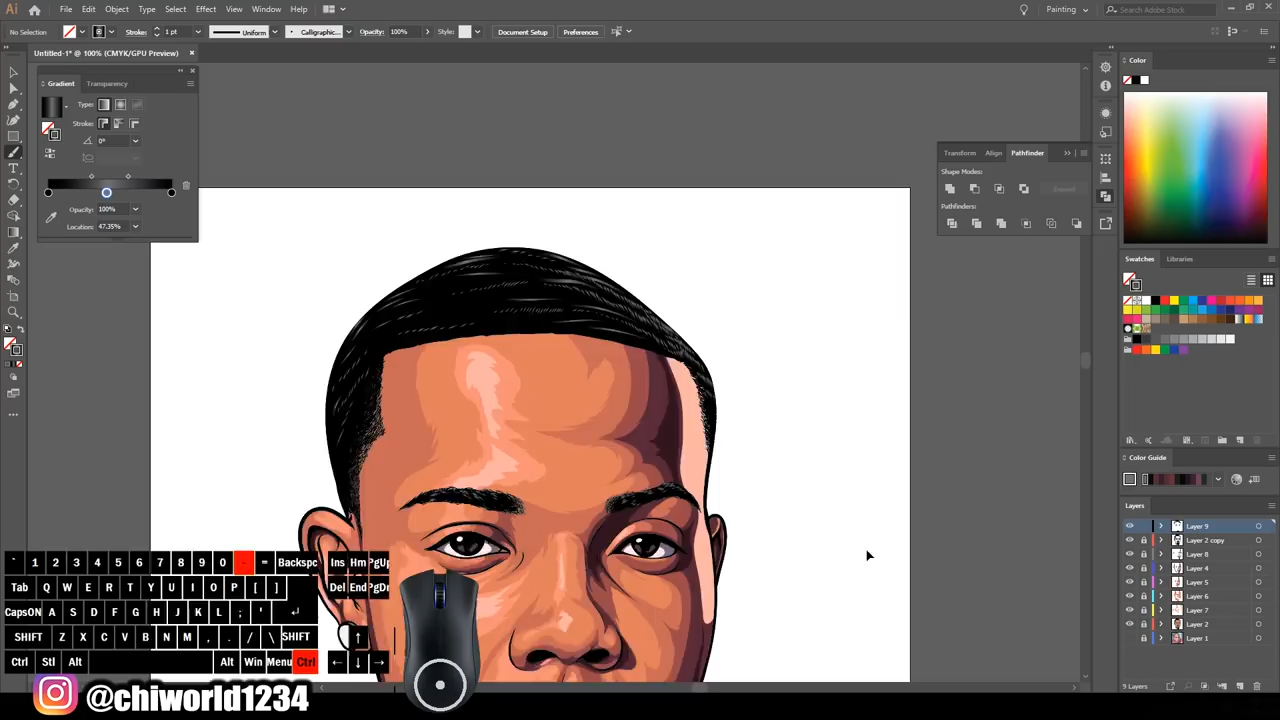 Ai File Edit Object Type Select Effect View Window Help Painting Search Adobe Stock
No Selection Stroke: 1 pt Uniform Calligraphic... Opacity: 100% Style: Document Setup Preferences
Untitled-1* @ 100% (CMYK/GPU Preview)
Gradient Transparency
Type:
Stroke:
0°
Opacity: 100%
Location: 47.35%
Transform Align Pathfinder
Shape Modes:
Expand
Pathfinders:
Color
Swatches Libraries
Color Guide
Layers
Layer 9
Layer 2 copy
Layer 8
Layer 4
Layer 5
Layer 6
Layer 7
Layer 2
Layer 1
9 Layers
` 1 2 3 4 5 6 7 8 9 0 - = Backspc Ins Hm PgUp
Tab Q W E R T Y U I O P [ ] Del End PgDn
CapsON A S D F G H J K L ; '
SHIFT Z X C V B N M , . / \ SHIFT
Ctrl Stl Alt Alt Win Menu Ctrl
@chiworld1234